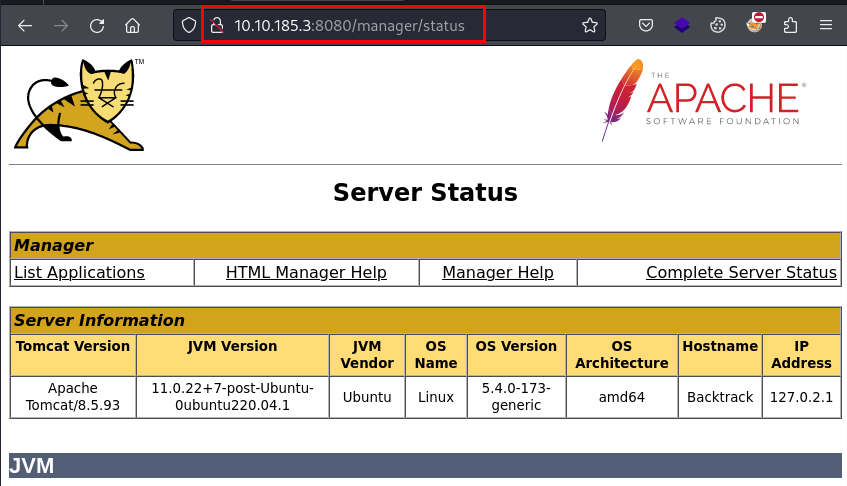 10.10.185.3:8080/manager/status
TM
THE
APACHE®
SOFTWARE FOUNDATION
Server Status
Manager
List Applications HTML Manager Help Manager Help Complete Server Status
Server Information
Tomcat Version JVM Version JVM Vendor OS Name OS Version OS Architecture Hostname IP Address
Apache Tomcat/8.5.93 11.0.22+7-post-Ubuntu-0ubuntu220.04.1 Ubuntu Linux 5.4.0-173-generic amd64 Backtrack 127.0.2.1
JVM